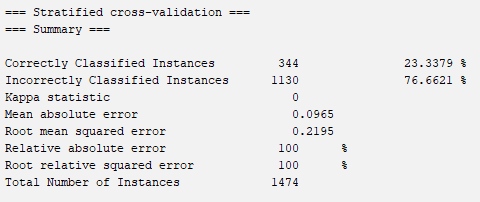 === Stratified cross-validation ===
=== Summary ===
Correctly Classified Instances 344 23.3379 %
Incorrectly Classified Instances 1130 76.6621 %
Kappa statistic 0
Mean absolute error 0.0965
Root mean squared error 0.2195
Relative absolute error 100 %
Root relative squared error 100 %
Total Number of Instances 1474